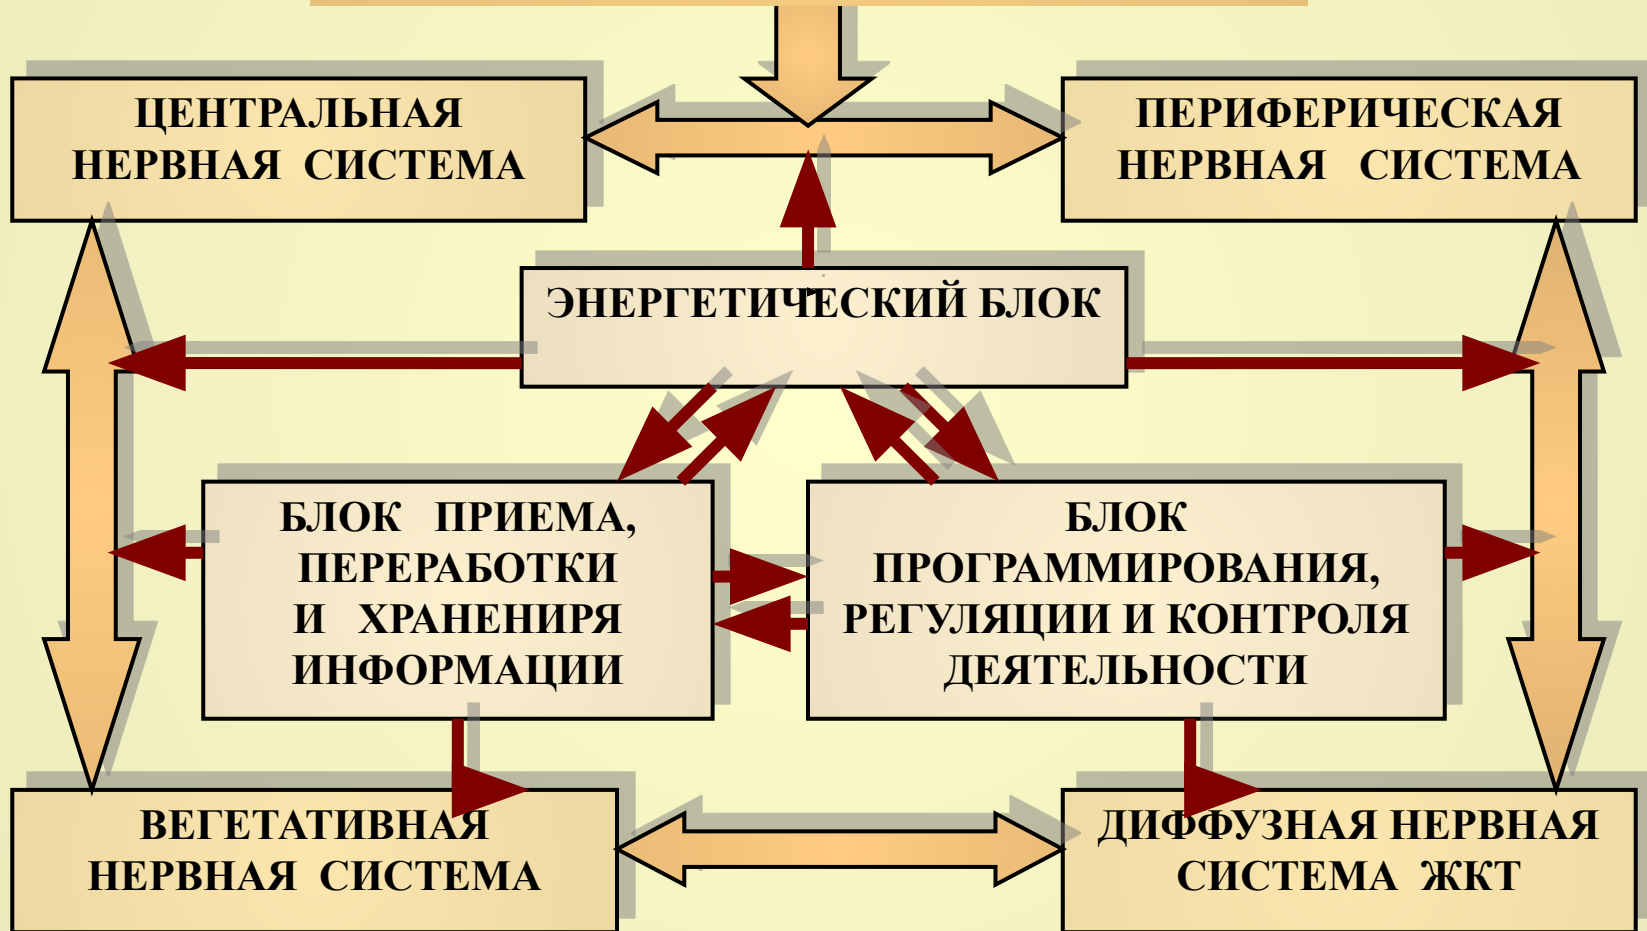 ЦЕНТРАЛЬНАЯ
НЕРВНАЯ СИСТЕМА
ПЕРИФЕРИЧЕСКАЯ
НЕРВНАЯ СИСТЕМА
ЭНЕРГЕТИЧЕСКИЙ БЛОК
БЛОК ПРИЕМА,
ПЕРЕРАБОТКИ
И ХРАНЕНИРЯ
ИНФОРМАЦИИ
БЛОК
ПРОГРАММИРОВАНИЯ,
РЕГУЛЯЦИИ И КОНТРОЛЯ
ДЕЯТЕЛЬНОСТИ
ВЕГЕТАТИВНАЯ
НЕРВНАЯ СИСТЕМА
ДИФФУЗНАЯ НЕРВНАЯ
СИСТЕМА ЖКТ